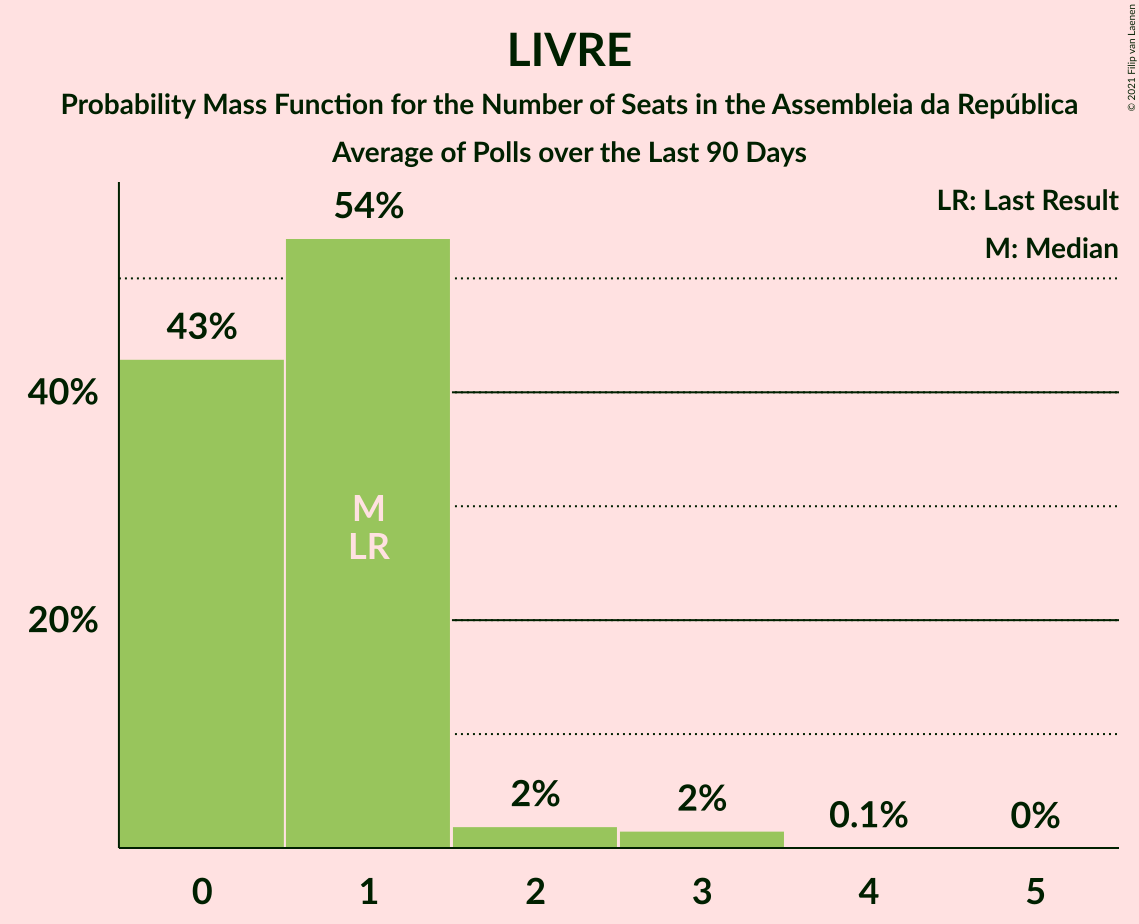 LIVRE
Probability Mass Function for the Number of Seats in the Assembleia da República
Average of Polls over the Last 90 Days
© 2021 Filip van Laenen
LR: Last Result
M: Median
54%
43%
40%
M
LR
20%
2%
2%
0.1%
0%
0 1 2 3 4 5